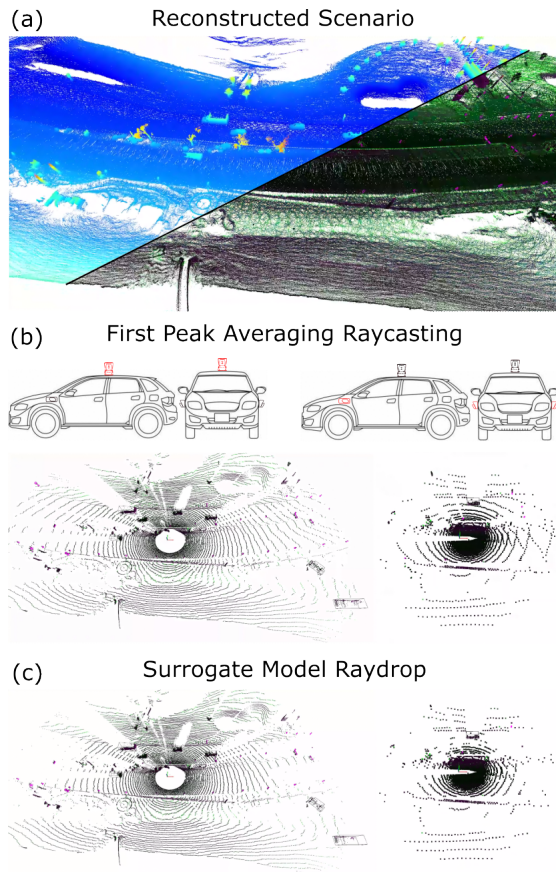 (a) Reconstructed Scenario
(b) First Peak Averaging Raycasting
(c) Surrogate Model Raydrop